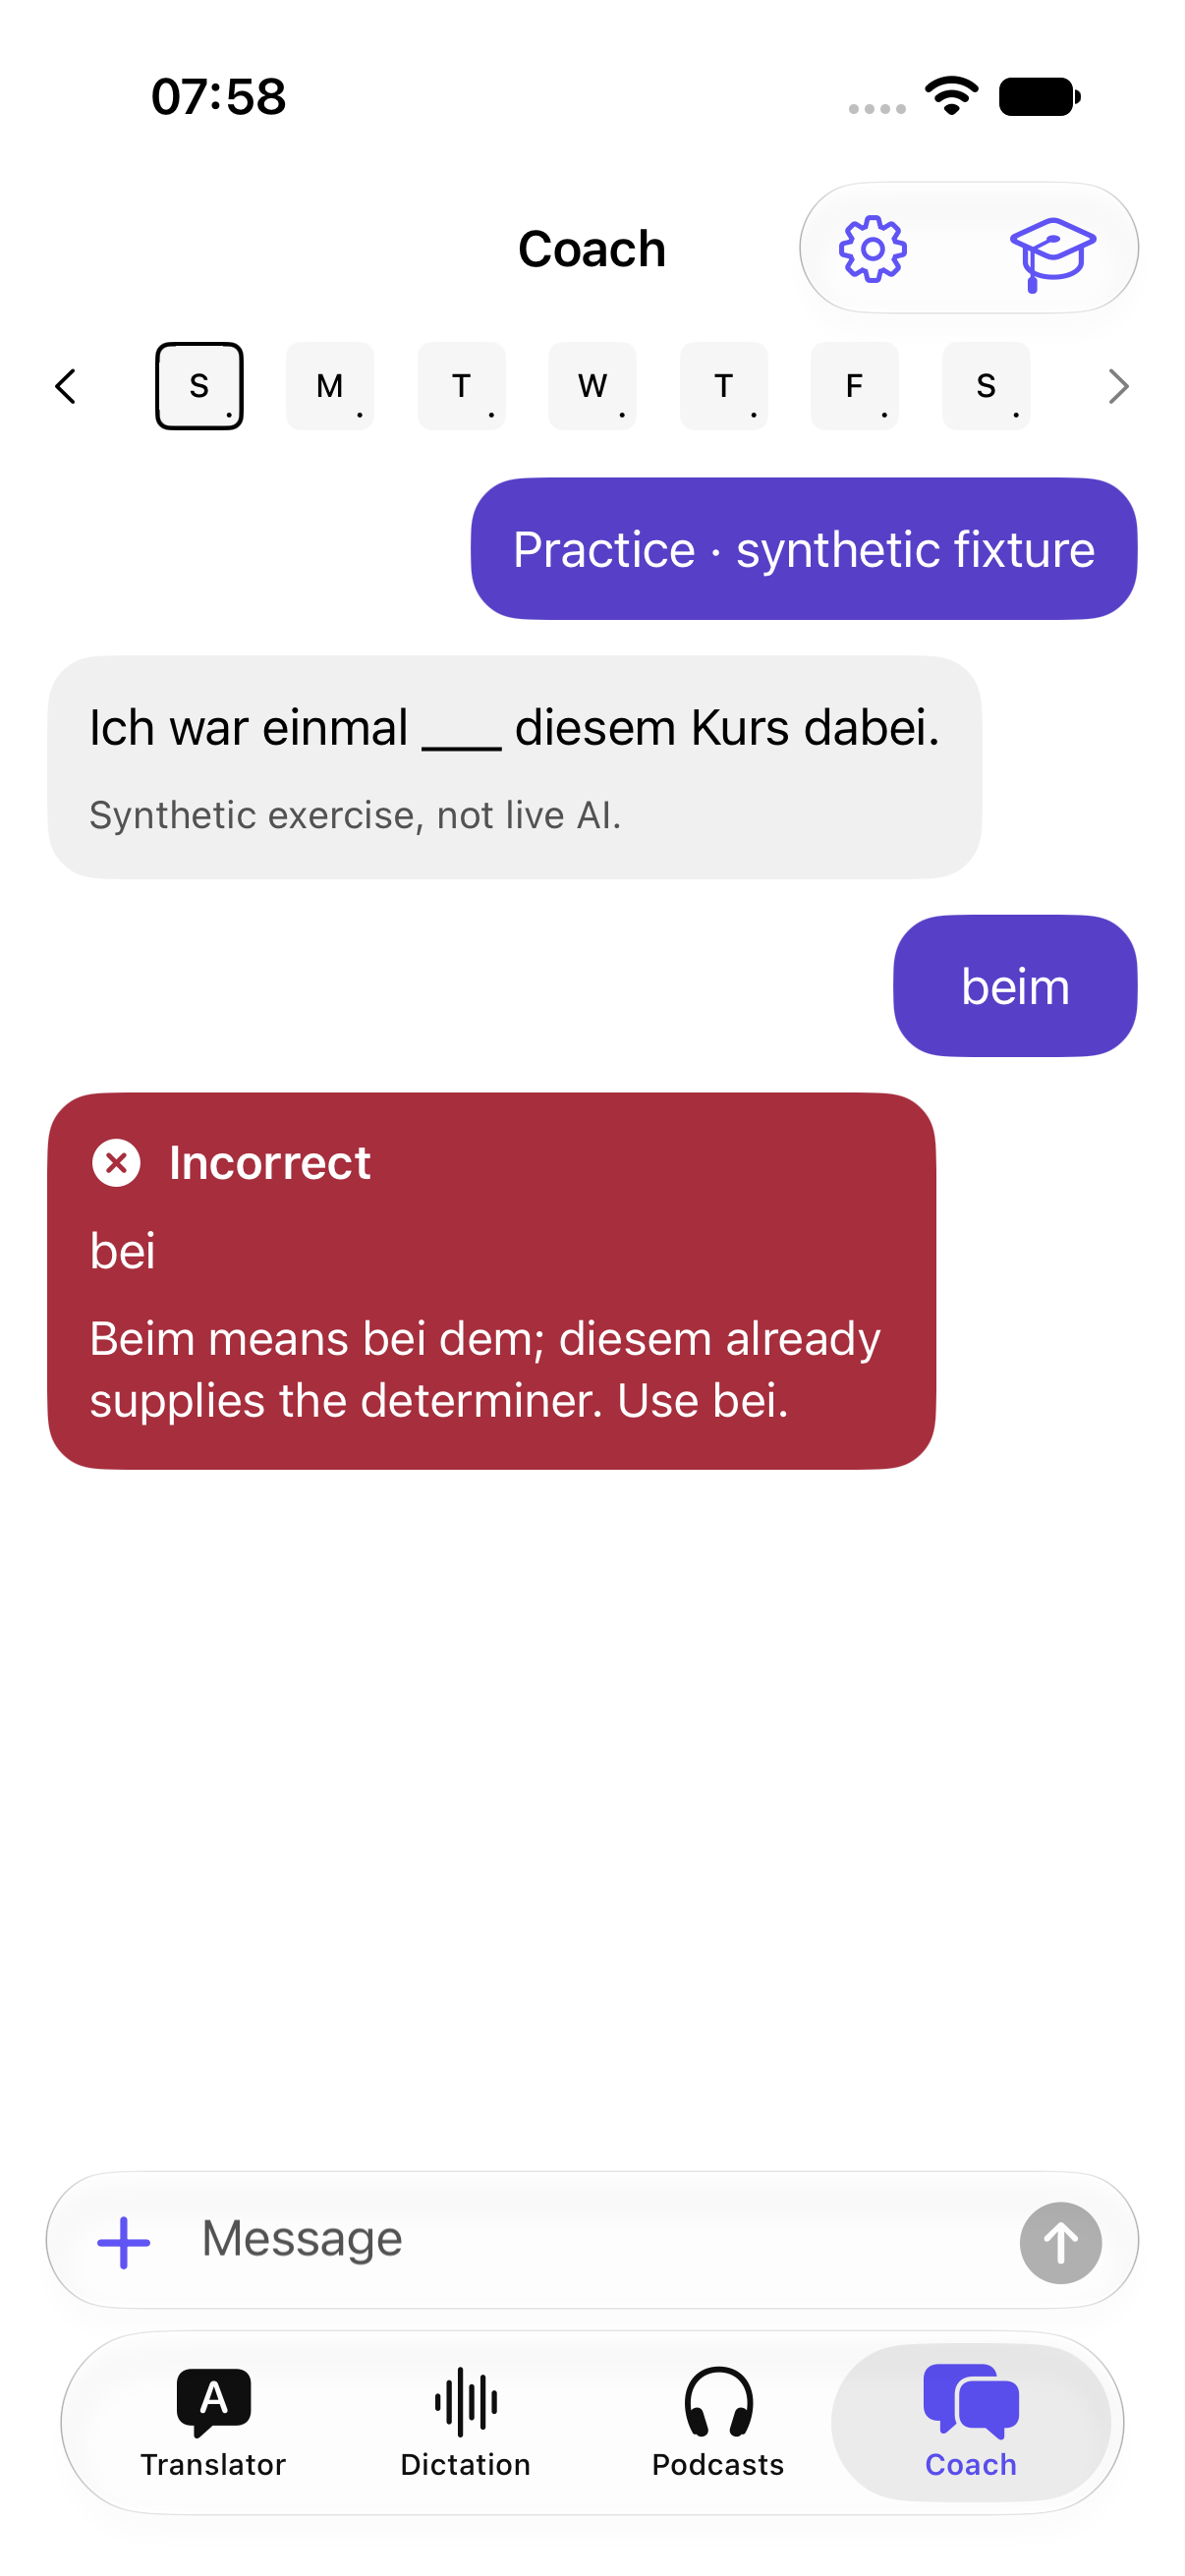 07:58
Coach
S. M. T. W. T. F. S.
Practice · synthetic fixture
Ich war einmal ___ diesem Kurs dabei.
Synthetic exercise, not live AI.
beim
Incorrect
bei
Beim means bei dem; diesem already
supplies the determiner. Use bei.
Message
A
Translator Dictation Podcasts Coach